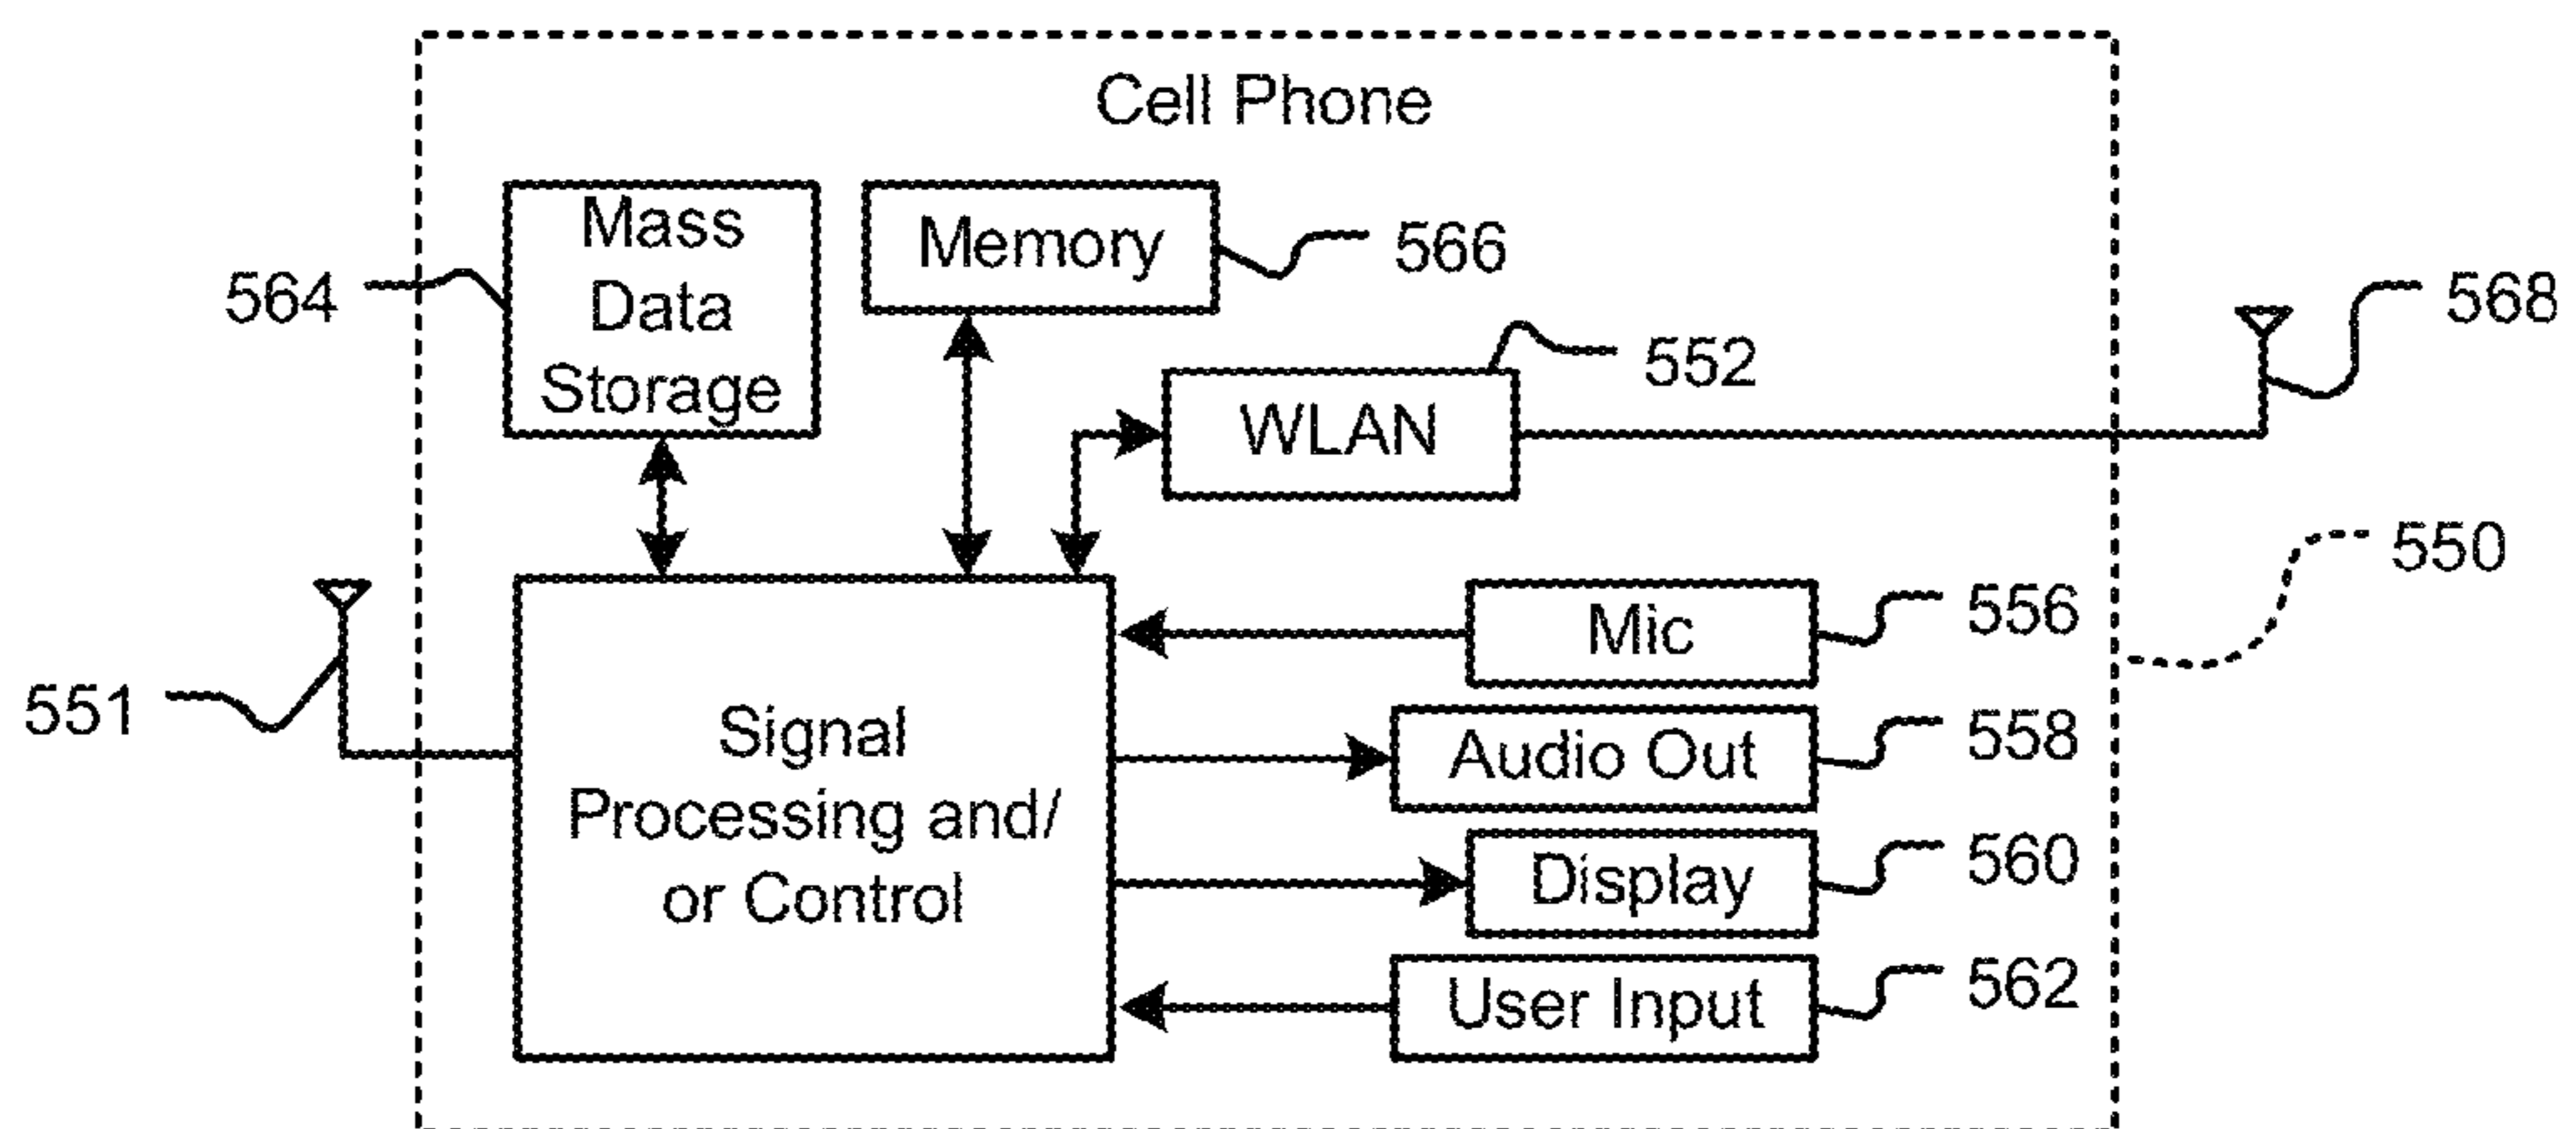 Cell Phone
Mass
Data
Storage
564
Memory
566
568
WLAN
552
550
551
Signal
Processing and/
or Control
Mic
556
Audio Out
558
Display
560
User Input
562